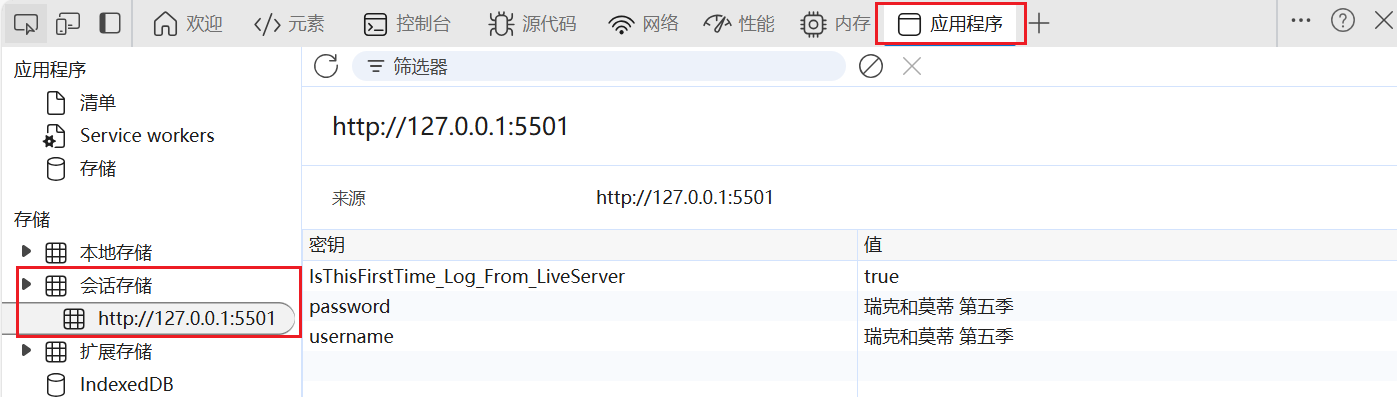 欢迎 元素 控制台 源代码 网络 性能 内存 应用程序
应用程序
清单
Service workers
存储
存储
本地存储
会话存储
http://127.0.0.1:5501
扩展存储
IndexedDB
筛选器
http://127.0.0.1:5501
来源 http://127.0.0.1:5501
密钥 值
IsThisFirstTime_Log_From_LiveServer true
password 瑞克和莫蒂 第五季
username 瑞克和莫蒂 第五季